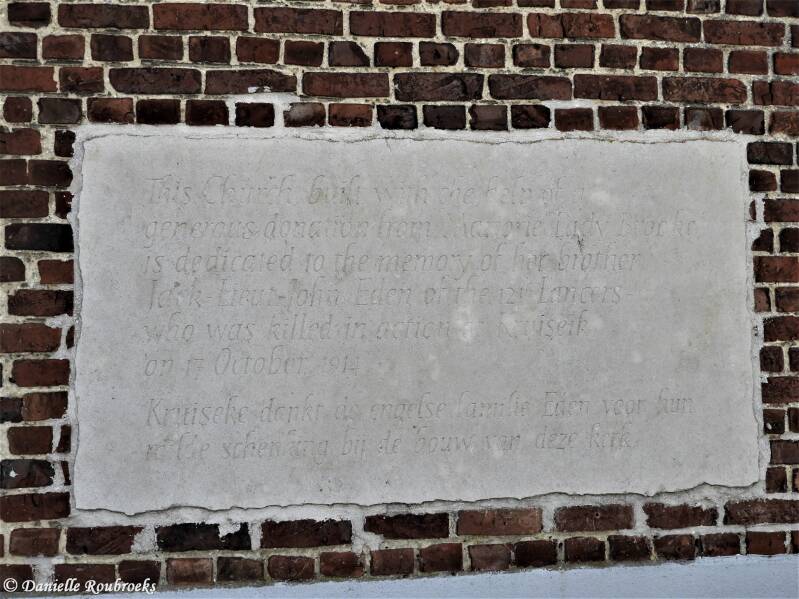 This Church, built with the help of a
generous donation from Marjorie Lady Brooke
is dedicated to the memory of her brother
Jack-Lieut-John Eden of the 12th Lancers-
who was killed in action at Kruiseik
on 17 October, 1914
Kruiseke dankt de engelse familie Eden voor hun
milde schenking bij de bouw van deze kerk
© Danielle Roubroeks